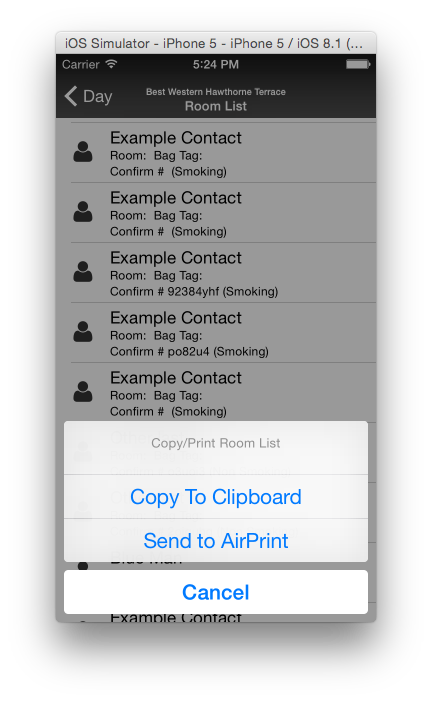 iOS Simulator - iPhone 5 - iPhone 5 / iOS 8.1 (...
Carrier 5:24 PM
Best Western Hawthorne Terrace
Day
Room List
Example Contact
Room: Bag Tag:
Confirm # (Smoking)
Example Contact
Room: Bag Tag:
Confirm # (Smoking)
Example Contact
Room: Bag Tag:
Confirm # 92384yhf (Smoking)
Example Contact
Room: Bag Tag:
Confirm # po82u4 (Smoking)
Example Contact
Room: Bag Tag:
Confirm # (Smoking)
Copy/Print Room List
Copy To Clipboard
Send to AirPrint
Cancel
Example Contact